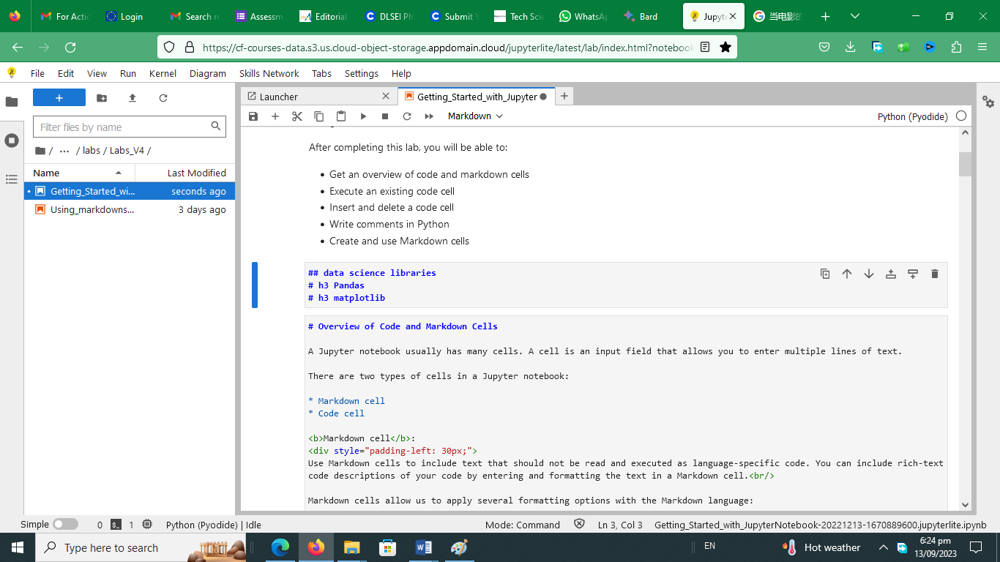 For Actio
Login
Search re
Assessm
Editorial
DLSEI Ph
Submit Y
Tech Scie
WhatsAp
Bard
Jupyte
当电影的
https://cf-courses-data.s3.us.cloud-object-storage.appdomain.cloud/jupyterlite/latest/lab/index.html?notebook
File Edit View Run Kernel Diagram Skills Network Tabs Settings Help
Filter files by name
/ ··· / labs / Labs_V4 /
Name Last Modified
Getting_Started_wi... seconds ago
Using_markdowns... 3 days ago
Launcher
Getting_Started_with_Jupyter
Markdown
Python (Pyodide)
After completing this lab, you will be able to:
• Get an overview of code and markdown cells
• Execute an existing code cell
• Insert and delete a code cell
• Write comments in Python
• Create and use Markdown cells
## data science libraries
# h3 Pandas
# h3 matplotlib
# Overview of Code and Markdown Cells
A Jupyter notebook usually has many cells. A cell is an input field that allows you to enter multiple lines of text.
There are two types of cells in a Jupyter notebook:
* Markdown cell
* Code cell
<b>Markdown cell</b>:
<div style="padding-left: 30px;">
Use Markdown cells to include text that should not be read and executed as language-specific code. You can include rich-text
code descriptions of your code by entering and formatting the text in a Markdown cell.<br/>
Markdown cells allow us to apply several formatting options with the Markdown language:
Simple 0 $_ 1 Python (Pyodide) | Idle
Mode: Command Ln 3, Col 3 Getting_Started_with_JupyterNotebook-20221213-1670889600.jupyterlite.ipynb
Type here to search
EN
Hot weather
6:24 pm
13/09/2023